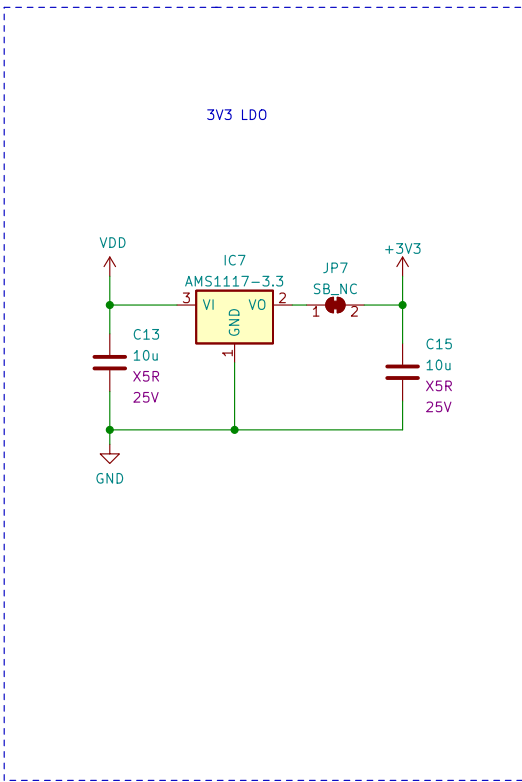 3V3 LDO
VDD
+3V3
IC7
AMS1117-3.3
JP7
SB_NC
3
VI
VO
2
1
2
GND
1
C13
10u
X5R
25V
C15
10u
X5R
25V
GND